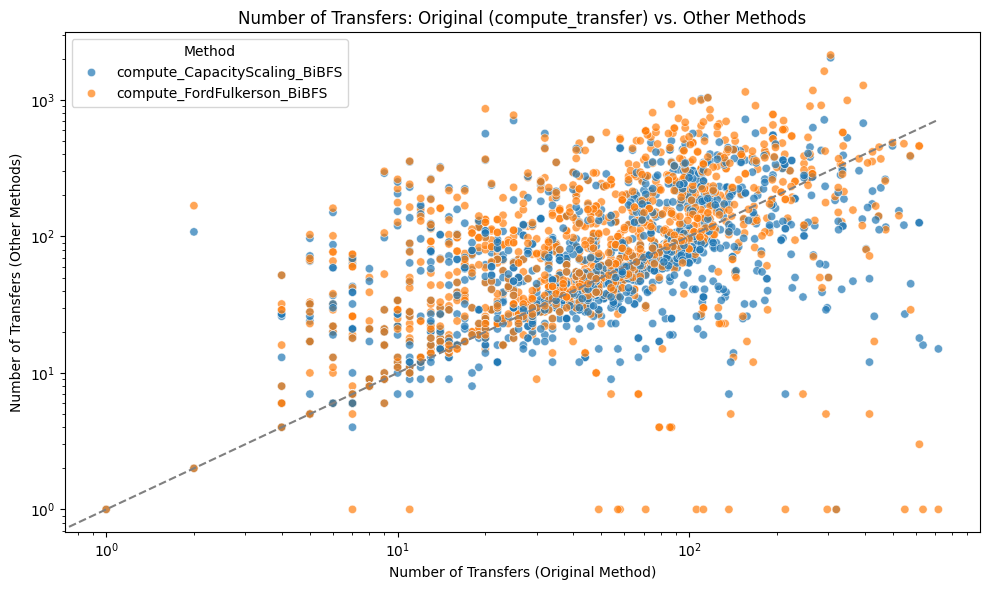 Number of Transfers: Original (compute_transfer) vs. Other Methods
Method
compute_CapacityScaling_BiBFS
compute_FordFulkerson_BiBFS
Number of Transfers (Other Methods)
10³
10²
10¹
10⁰
10⁰ 10¹ 10²
Number of Transfers (Original Method)